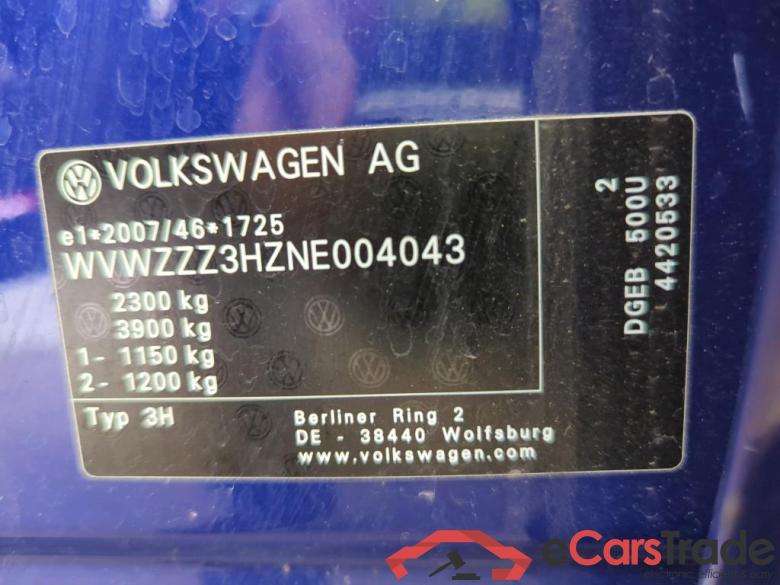 VOLKSWAGEN AG
e1*2007/46*1725
WVWZZZ3HZNE004043
2300 kg
3900 kg
1- 1150 kg
2- 1200 kg
Typ 3H
Berliner Ring 2
DE - 38440 Wolfsburg
www.volkswagen.com
2
DGEB 500U
4420533
eCarsTrade